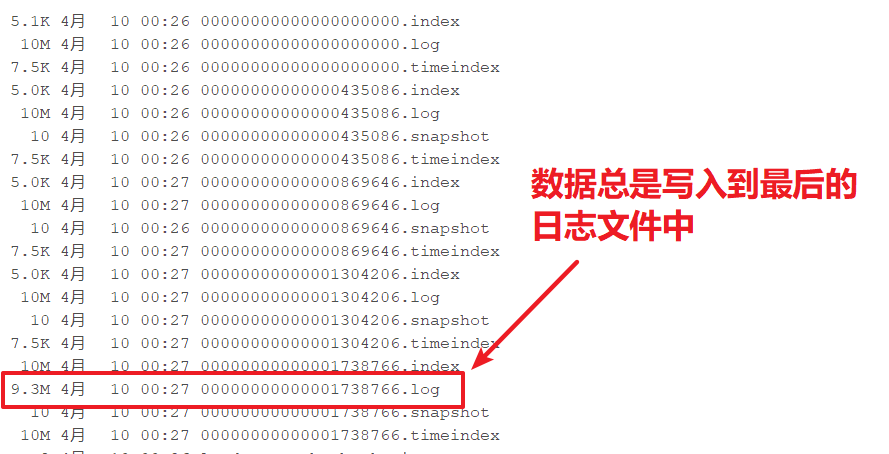 5.1K 4月 10 00:26 00000000000000000000.index
10M 4月 10 00:26 00000000000000000000.log
7.5K 4月 10 00:26 00000000000000000000.timeindex
5.0K 4月 10 00:26 00000000000000435086.index
10M 4月 10 00:26 00000000000000435086.log
10 4月 10 00:26 00000000000000435086.snapshot
7.5K 4月 10 00:26 00000000000000435086.timeindex
5.0K 4月 10 00:27 00000000000000869646.index
10M 4月 10 00:27 00000000000000869646.log
10 4月 10 00:26 00000000000000869646.snapshot
7.5K 4月 10 00:27 00000000000000869646.timeindex
5.0K 4月 10 00:27 00000000000001304206.index
10M 4月 10 00:27 00000000000001304206.log
10 4月 10 00:27 00000000000001304206.snapshot
7.5K 4月 10 00:27 00000000000001304206.timeindex
10M 4月 10 00:27 00000000000001738766.index
9.3M 4月 10 00:27 00000000000001738766.log
10 4月 10 00:27 00000000000001738766.snapshot
10M 4月 10 00:27 00000000000001738766.timeindex
数据总是写入到最后的
日志文件中